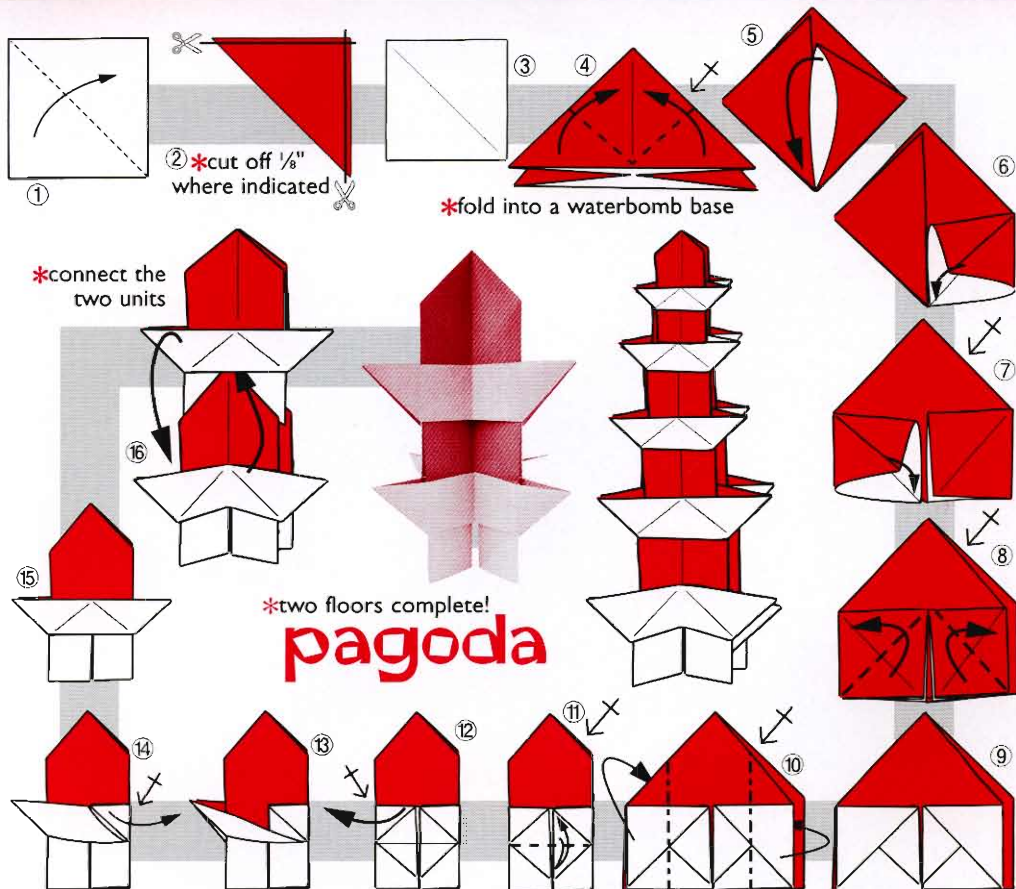 ①
② *cut off 1/8"
where indicated
③
④
*fold into a waterbomb base
⑤
⑥
⑦
⑧
⑨
⑩
⑪
⑫
⑬
⑭
⑮
*connect the
two units
⑯
*two floors complete!
pagoda